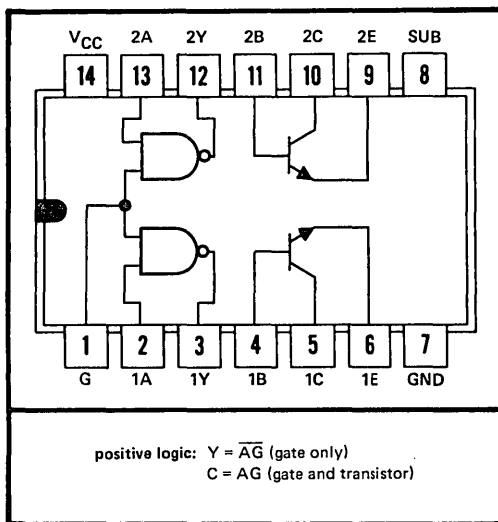 VCC 2A 2Y 2B 2C 2E SUB
14 13 12 11 10 9 8
1 2 3 4 5 6 7
G 1A 1Y 1B 1C 1E GND
positive logic: Y = A̅G̅ (gate only)
C = AG (gate and transistor)